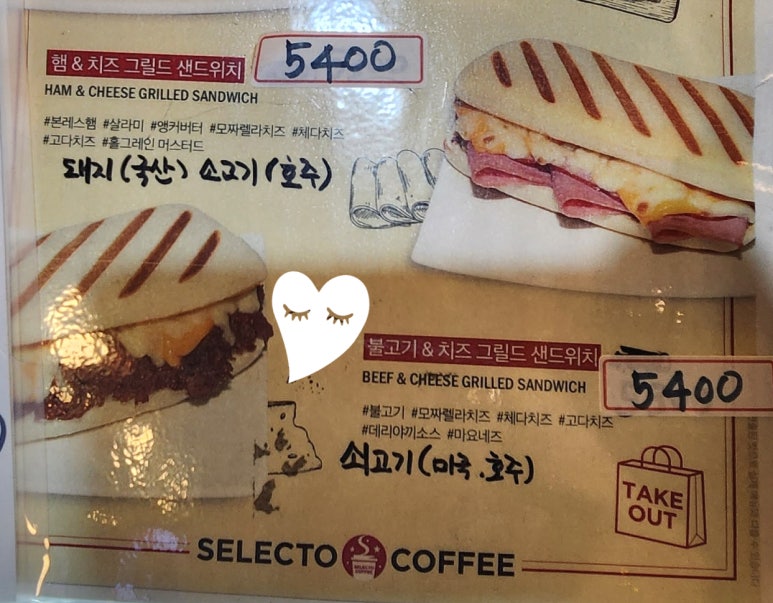 햄 & 치즈 그릴드 샌드위치 5400
HAM & CHEESE GRILLED SANDWICH
#본레스햄 #살라미 #앵커버터 #모짜렐라치즈 #체다치즈
#고다치즈 #홀그레인 머스터드
돼지(국산) 소고기(호주)
불고기 & 치즈 그릴드 샌드위치 5400
BEEF & CHEESE GRILLED SANDWICH
#불고기 #모짜렐라치즈 #체다치즈 #고다치즈
#데리야끼소스 #마요네즈
쇠고기(미국.호주)
TAKE
OUT
SELECTO COFFEE